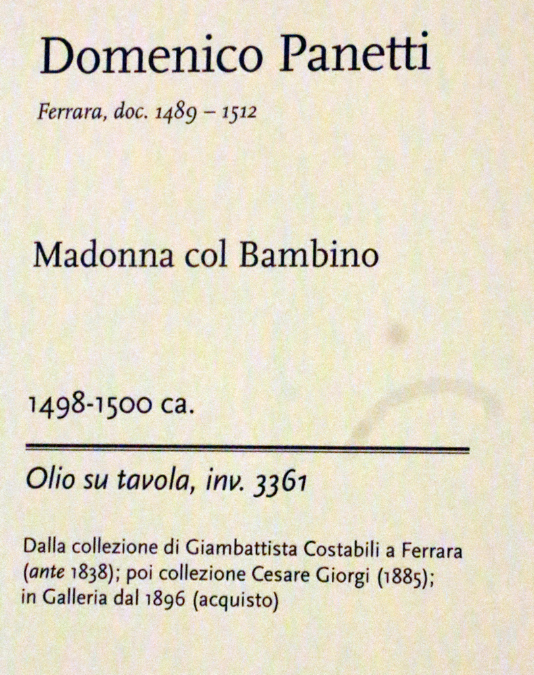 Domenico Panetti
Ferrara, doc. 1489 – 1512
Madonna col Bambino
1498-1500 ca.
Olio su tavola, inv. 3361
Dalla collezione di Giambattista Costabili a Ferrara
(ante 1838); poi collezione Cesare Giorgi (1885);
in Galleria dal 1896 (acquisto)